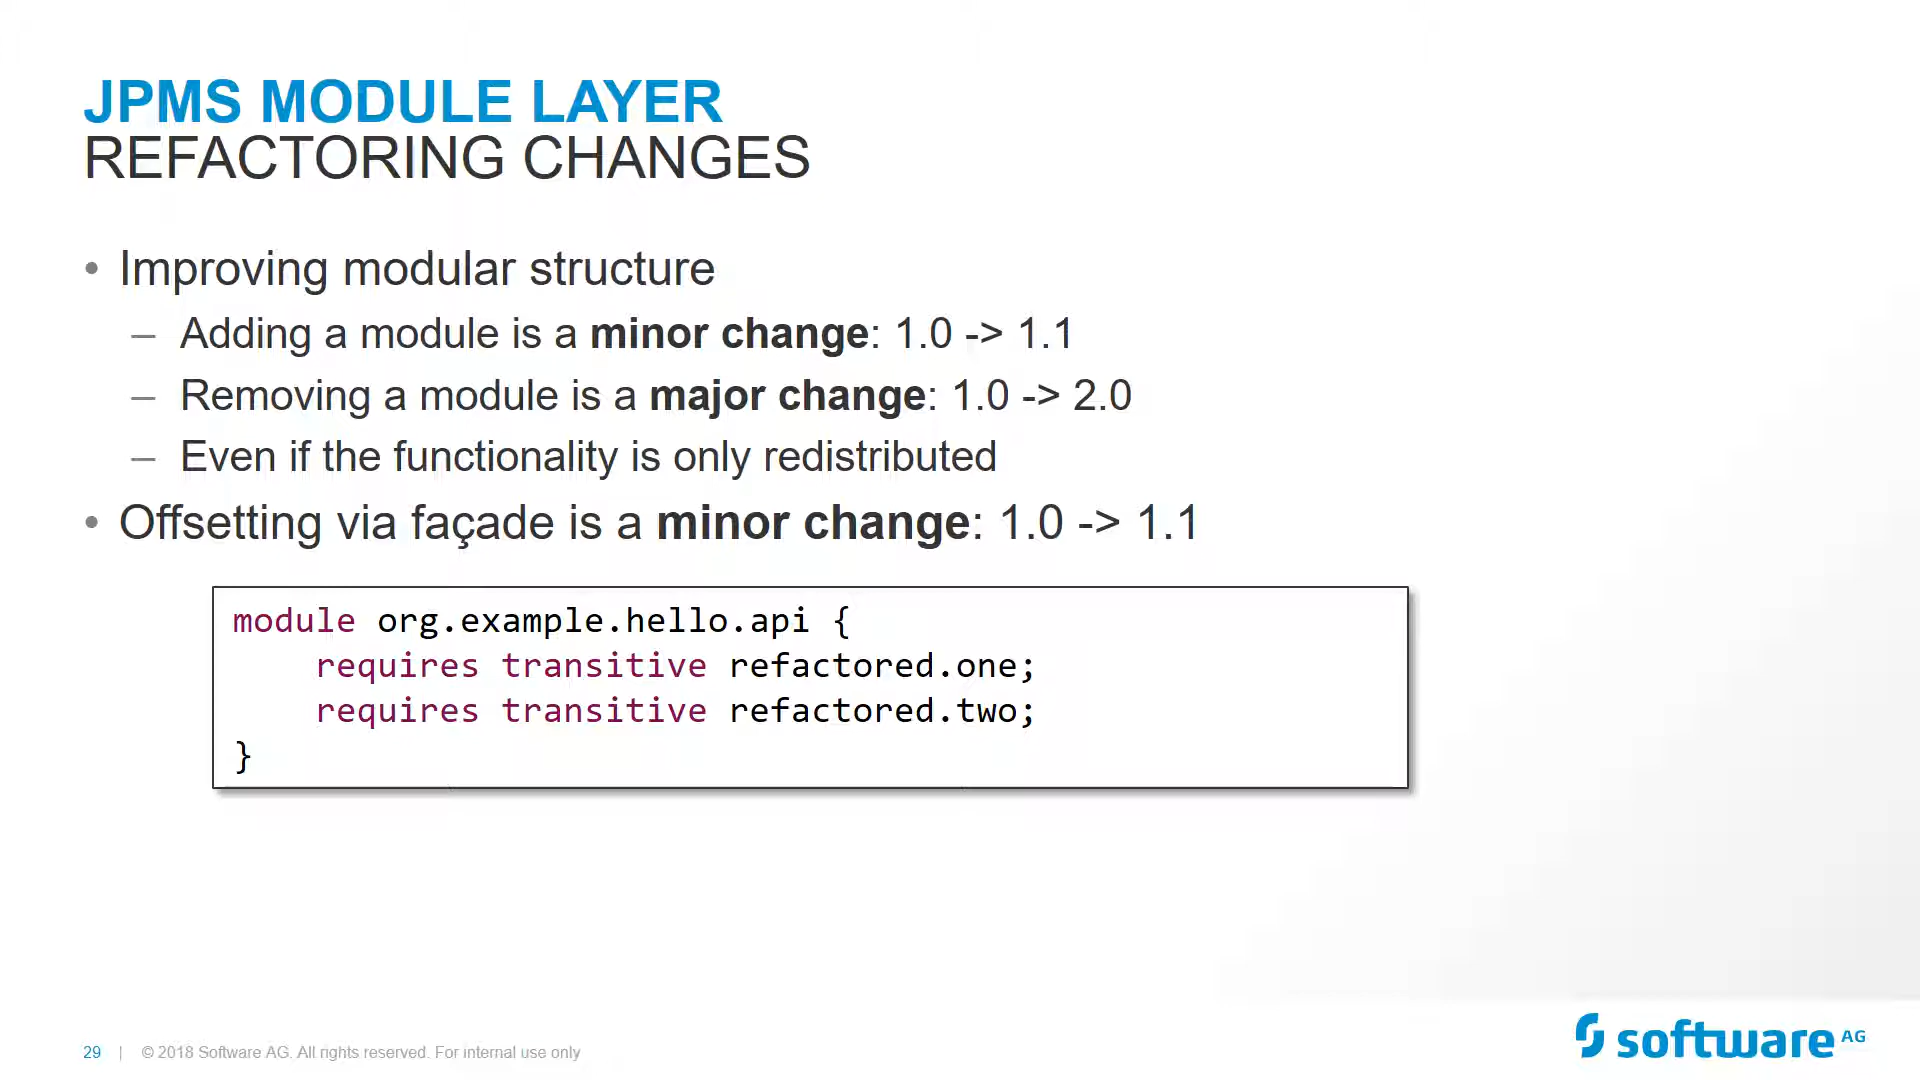 JPMS MODULE LAYER
REFACTORING CHANGES
• Improving modular structure
– Adding a module is a minor change: 1.0 -> 1.1
– Removing a module is a major change: 1.0 -> 2.0
– Even if the functionality is only redistributed
• Offsetting via façade is a minor change: 1.0 -> 1.1
module org.example.hello.api {
    requires transitive refactored.one;
    requires transitive refactored.two;
}
29 | © 2018 Software AG. All rights reserved. For internal use only
software AG